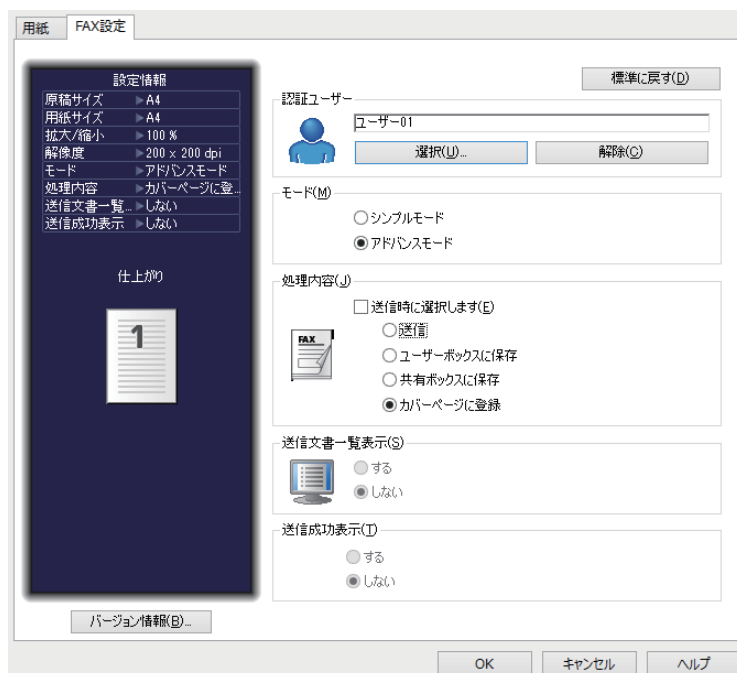 用紙 FAX設定
設定情報
原稿サイズ ▶A4
用紙サイズ ▶A4
拡大/縮小 ▶100 %
解像度 ▶200 x 200 dpi
モード ▶アドバンスモード
処理内容 ▶カバーページに登...
送信文書一覧... ▶しない
送信成功表示 ▶しない
仕上がり
1
バージョン情報(B)...
標準に戻す(D)
認証ユーザー
ユーザー01
選択(U)... 解除(C)
モード(M)
シンプルモード
アドバンスモード
処理内容(J)
送信時に選択します(E)
FAX
送信
ユーザーボックスに保存
共有ボックスに保存
カバーページに登録
送信文書一覧表示(S)
する
しない
送信成功表示(T)
する
しない
OK キャンセル ヘルプ